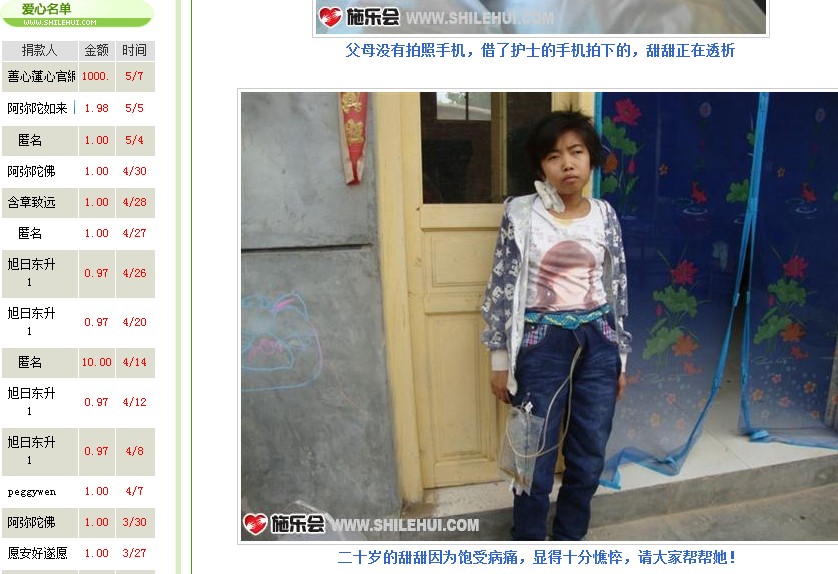 爱心名单
WWW.SHILEHUI.COM
捐款人 金额 时间
善心莲心官 1000. 5/7
阿弥陀如来 1.98 5/5
匿名 1.00 5/4
阿弥陀佛 1.00 4/30
含章致远 1.00 4/28
匿名 1.00 4/27
旭日东升 0.97 4/26
1
旭日东升 0.97 4/20
1
匿名 10.00 4/14
旭日东升 0.97 4/12
1
旭日东升 0.97 4/8
1
peggywen 1.00 4/7
阿弥陀佛 1.00 3/30
愿安好遂愿 1.00 3/27
施乐会 WWW.SHILEHUI.COM
父母没有拍照手机，借了护士的手机拍下的，甜甜正在透析
施乐会 WWW.SHILEHUI.COM
二十岁的甜甜因为饱受病痛，显得十分憔悴，请大家帮帮她！